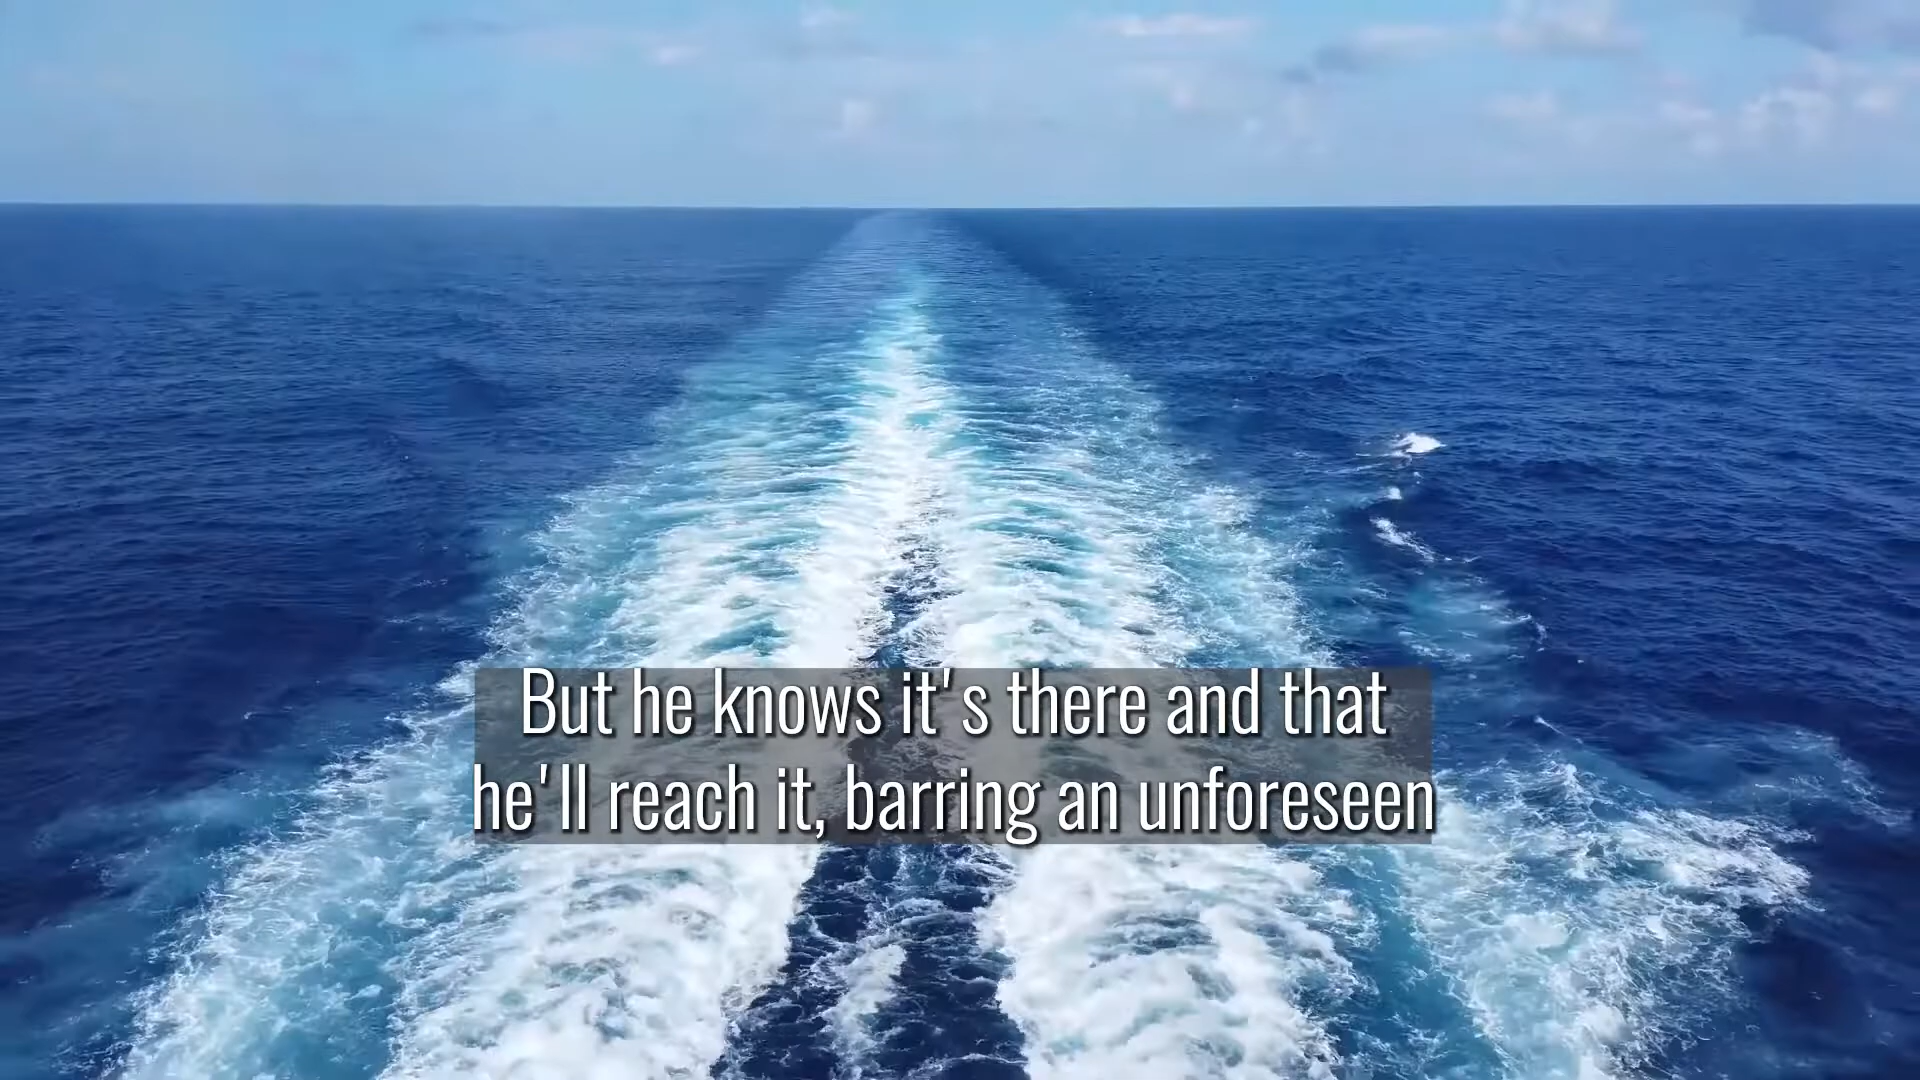 But he knows it's there and that
he'll reach it, barring an unforeseen